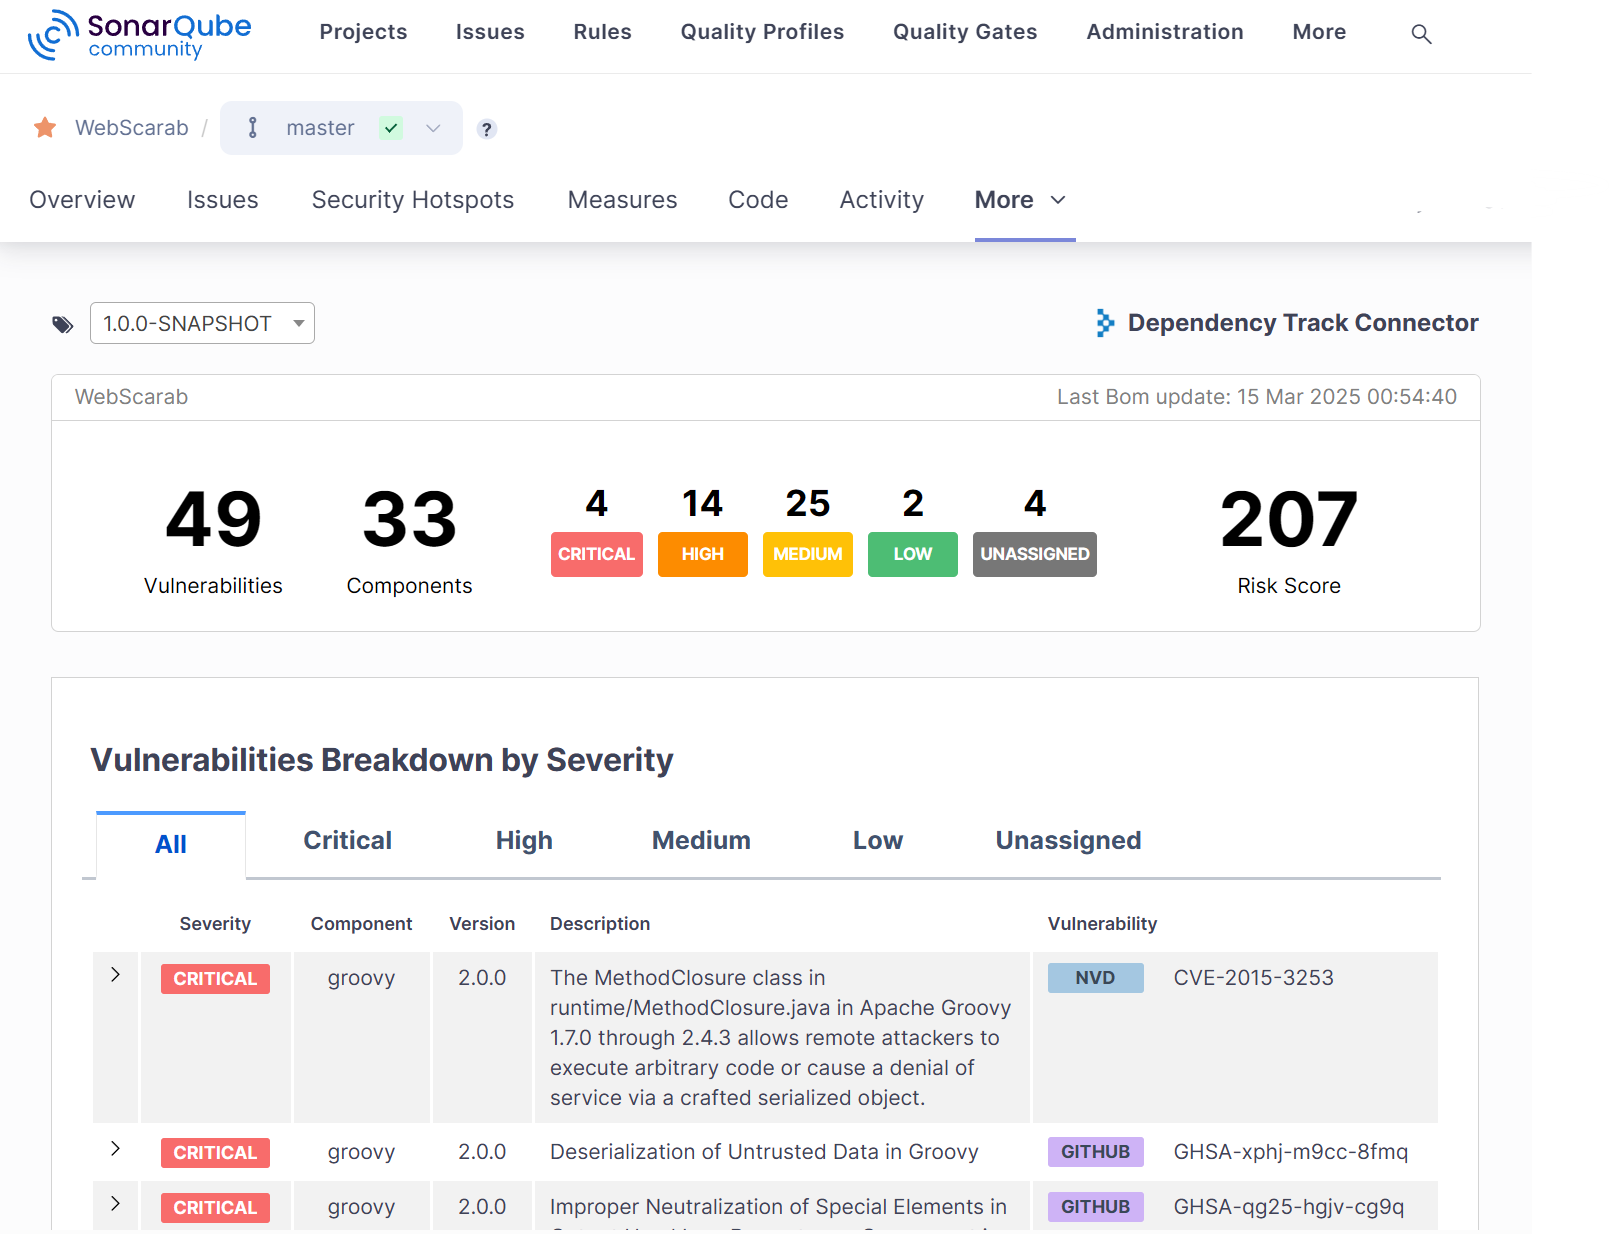 SonarQube
community
Projects Issues Rules Quality Profiles Quality Gates Administration More
WebScarab / master ?
Overview Issues Security Hotspots Measures Code Activity More
1.0.0-SNAPSHOT
Dependency Track Connector
WebScarab
Last Bom update: 15 Mar 2025 00:54:40
49 33 4 14 25 2 4 207
CRITICAL HIGH MEDIUM LOW UNASSIGNED
Vulnerabilities Components Risk Score
Vulnerabilities Breakdown by Severity
All Critical High Medium Low Unassigned
Severity Component Version Description Vulnerability
CRITICAL groovy 2.0.0 The MethodClosure class in NVD CVE-2015-3253
runtime/MethodClosure.java in Apache Groovy
1.7.0 through 2.4.3 allows remote attackers to
execute arbitrary code or cause a denial of
service via a crafted serialized object.
CRITICAL groovy 2.0.0 Deserialization of Untrusted Data in Groovy GITHUB GHSA-xphj-m9cc-8fmq
CRITICAL groovy 2.0.0 Improper Neutralization of Special Elements in GITHUB GHSA-qg25-hgjv-cg9q